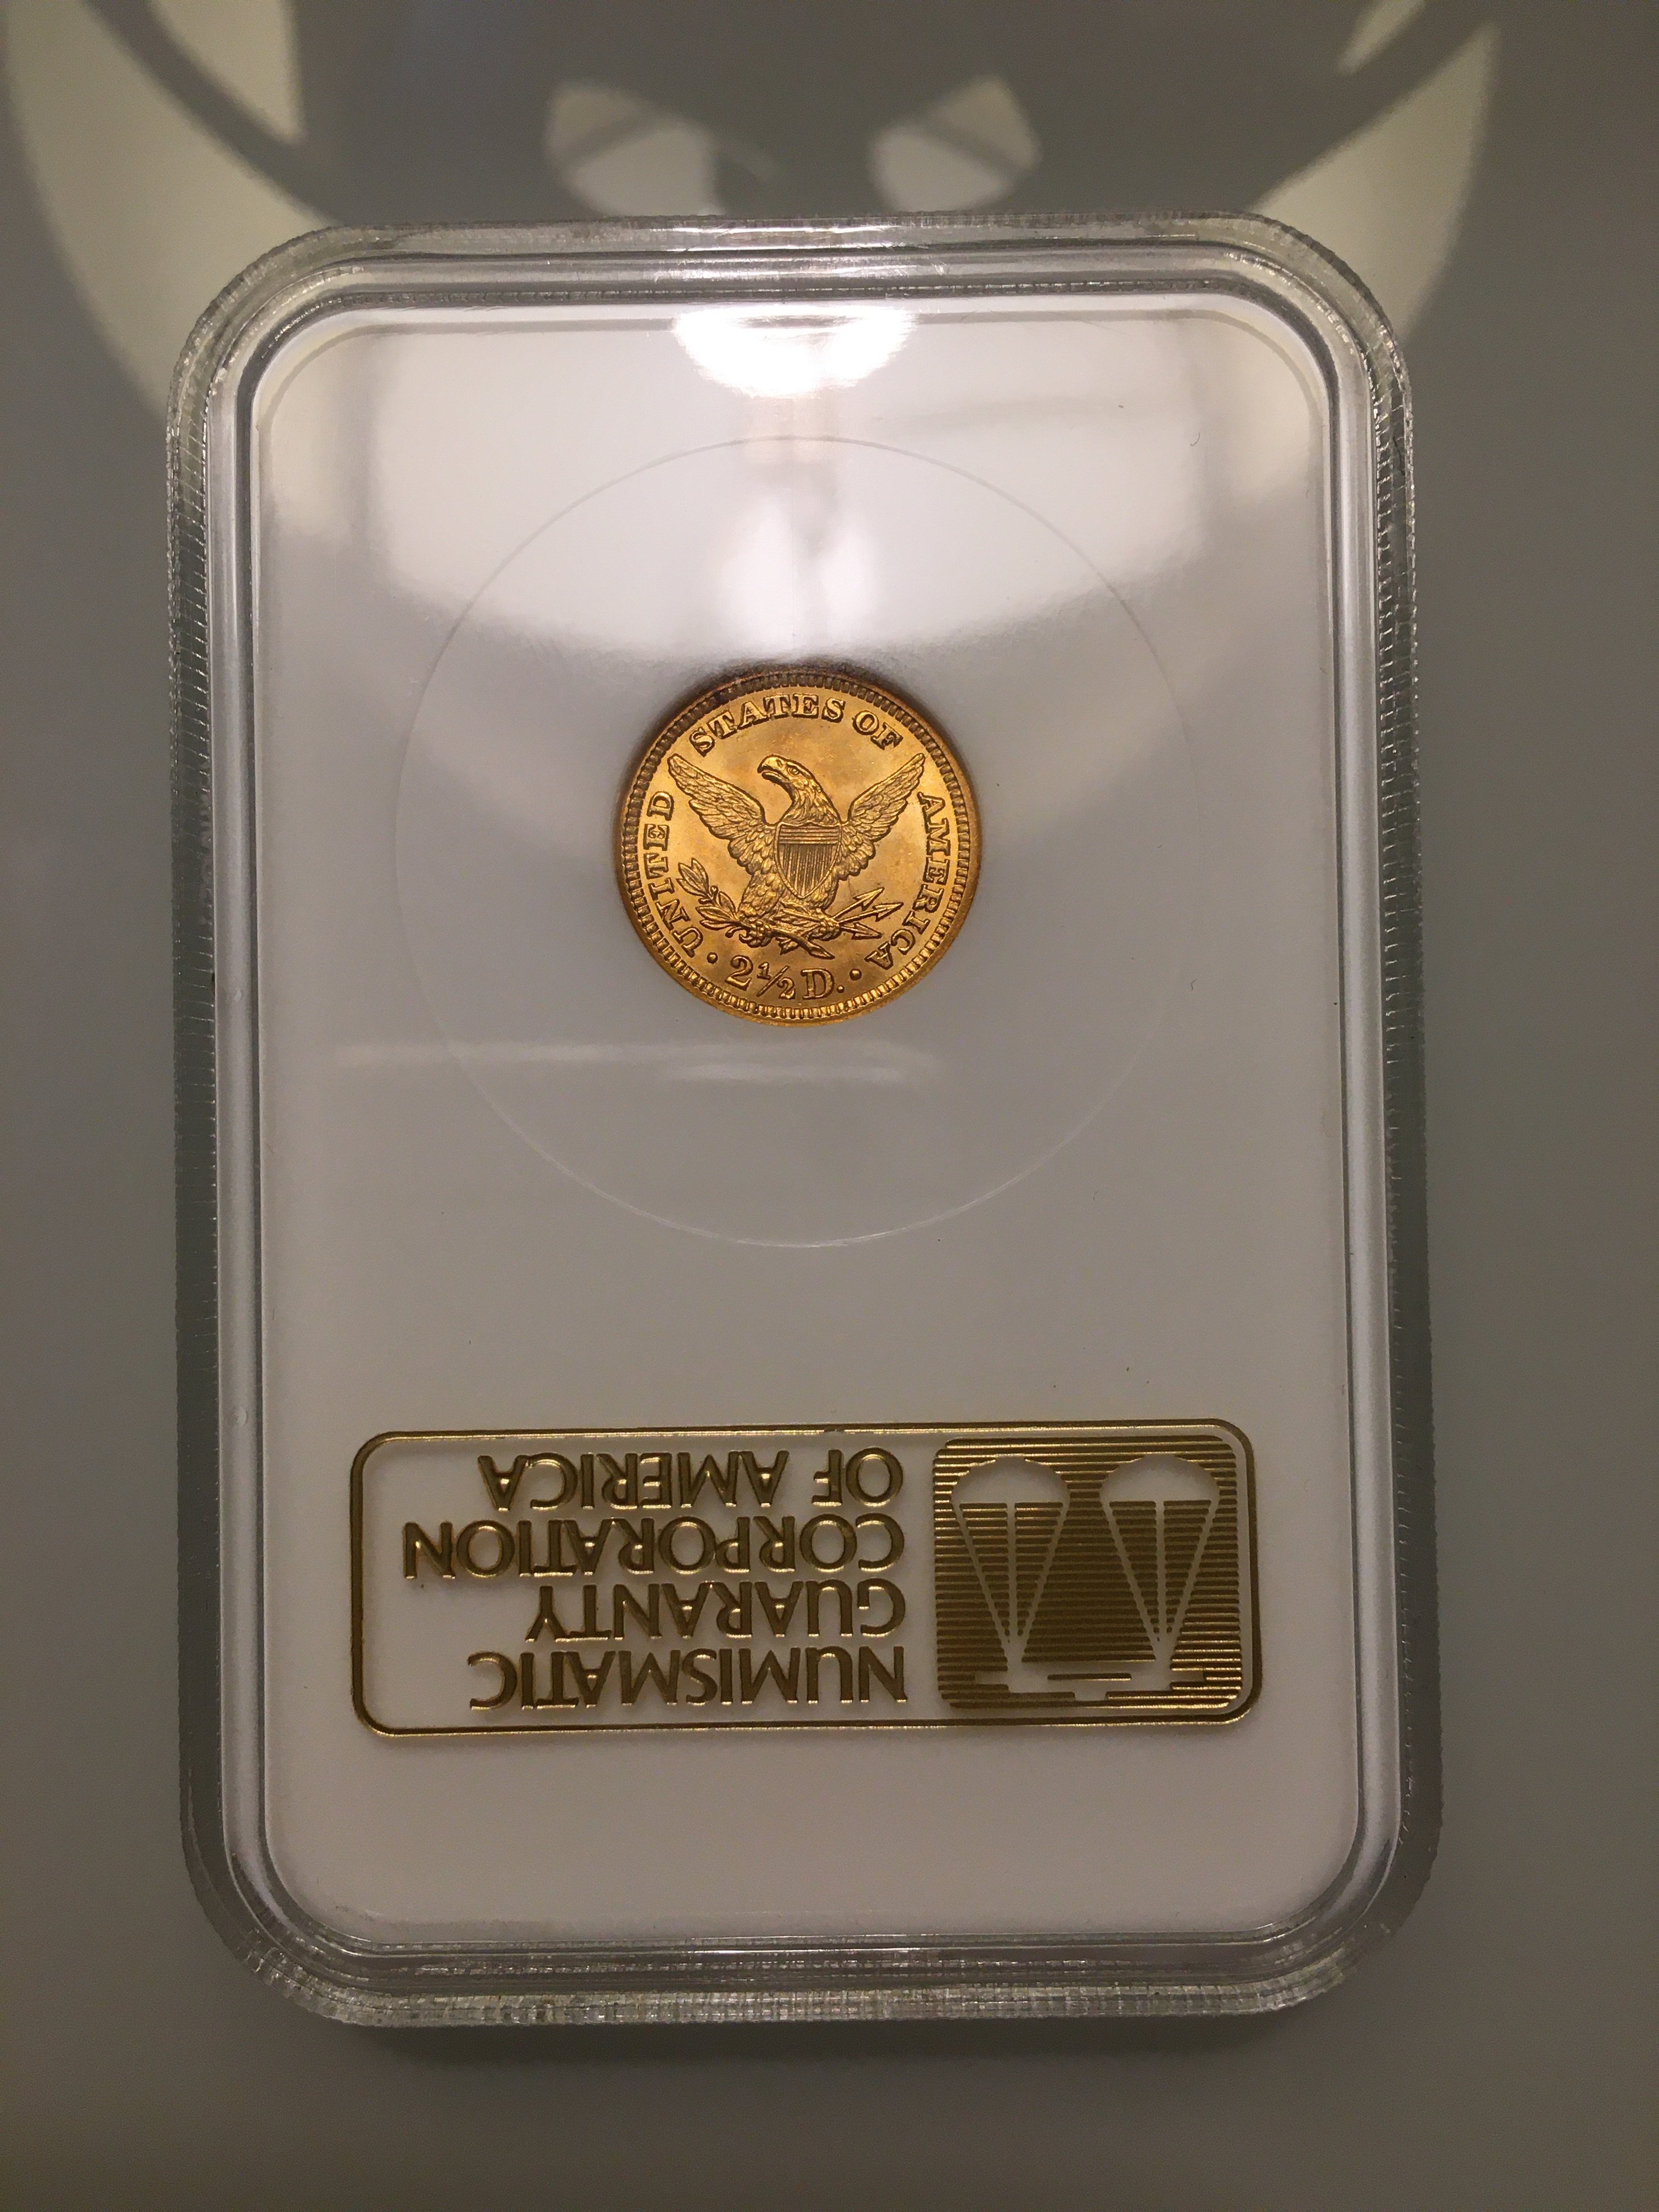 UNITED STATES OF AMERICA
· 2½ D. ·
NUMISMATIC
GUARANTY
CORPORATION
OF AMERICA